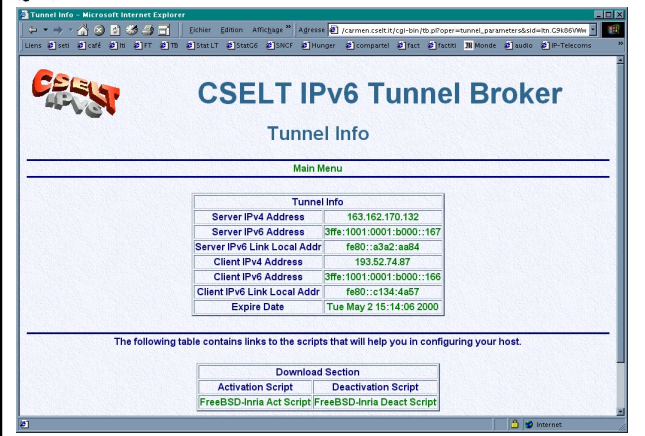 Tunnel Info - Microsoft Internet Explorer
Fichier Edition Affichage » Adresse /carmen.cselt.it/cgi-bin/tb.pl?oper=tunnel_parameters&sid=ltn.G9kB6VWw
Liens seti café lti FT TB Stat LT StatG6 SNCF Hunger compartel fact factiti Monde audio IP-Telecoms »
CSELT IPV6
CSELT IPv6 Tunnel Broker
Tunnel Info
Main Menu
Tunnel Info
Server IPv4 Address 163.162.170.132
Server IPv6 Address 3ffe:1001:0001:b000::167
Server IPv6 Link Local Addr fe80::a3a2:aa84
Client IPv4 Address 193.52.74.87
Client IPv6 Address 3ffe:1001:0001:b000::166
Client IPv6 Link Local Addr fe80::c134:4a57
Expire Date Tue May 2 15:14:06 2000
The following table contains links to the scripts that will help you in configuring your host.
Download Section
Activation Script Deactivation Script
FreeBSD-Inria Act Script FreeBSD-Inria Deact Script
Internet